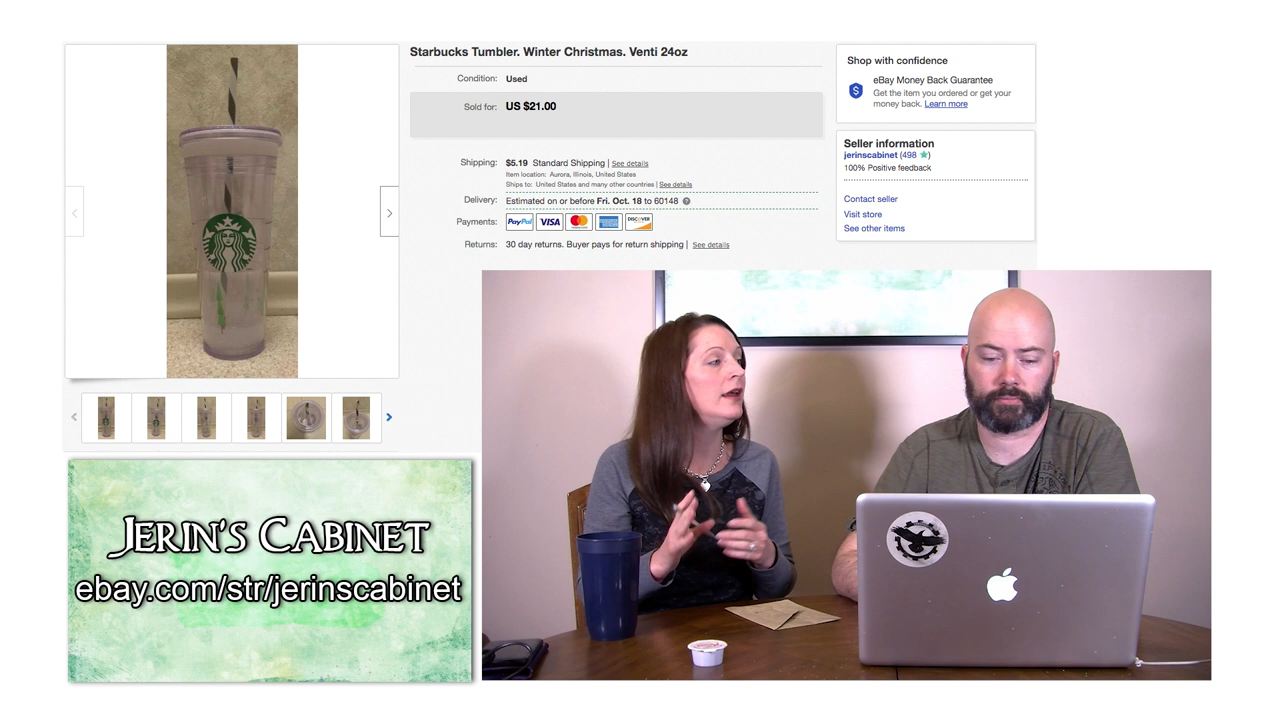 Starbucks Tumbler. Winter Christmas. Venti 24oz
Condition: Used
Sold for: US $21.00
Shipping: $5.19 Standard Shipping | See details
Item location: Aurora, Illinois, United States
Ships to: United States and many other countries | See details
Delivery: Estimated on or before Fri. Oct. 18 to 60148 ?
Payments: PayPal VISA MasterCard AMERICAN EXPRESS DISCOVER
Returns: 30 day returns. Buyer pays for return shipping | See details
Shop with confidence
eBay Money Back Guarantee
Get the item you ordered or get your
money back. Learn more
Seller information
jerinscabinet (498 )
100% Positive feedback
Contact seller
Visit store
See other items
JERIN'S CABINET
ebay.com/str/jerinscabinet